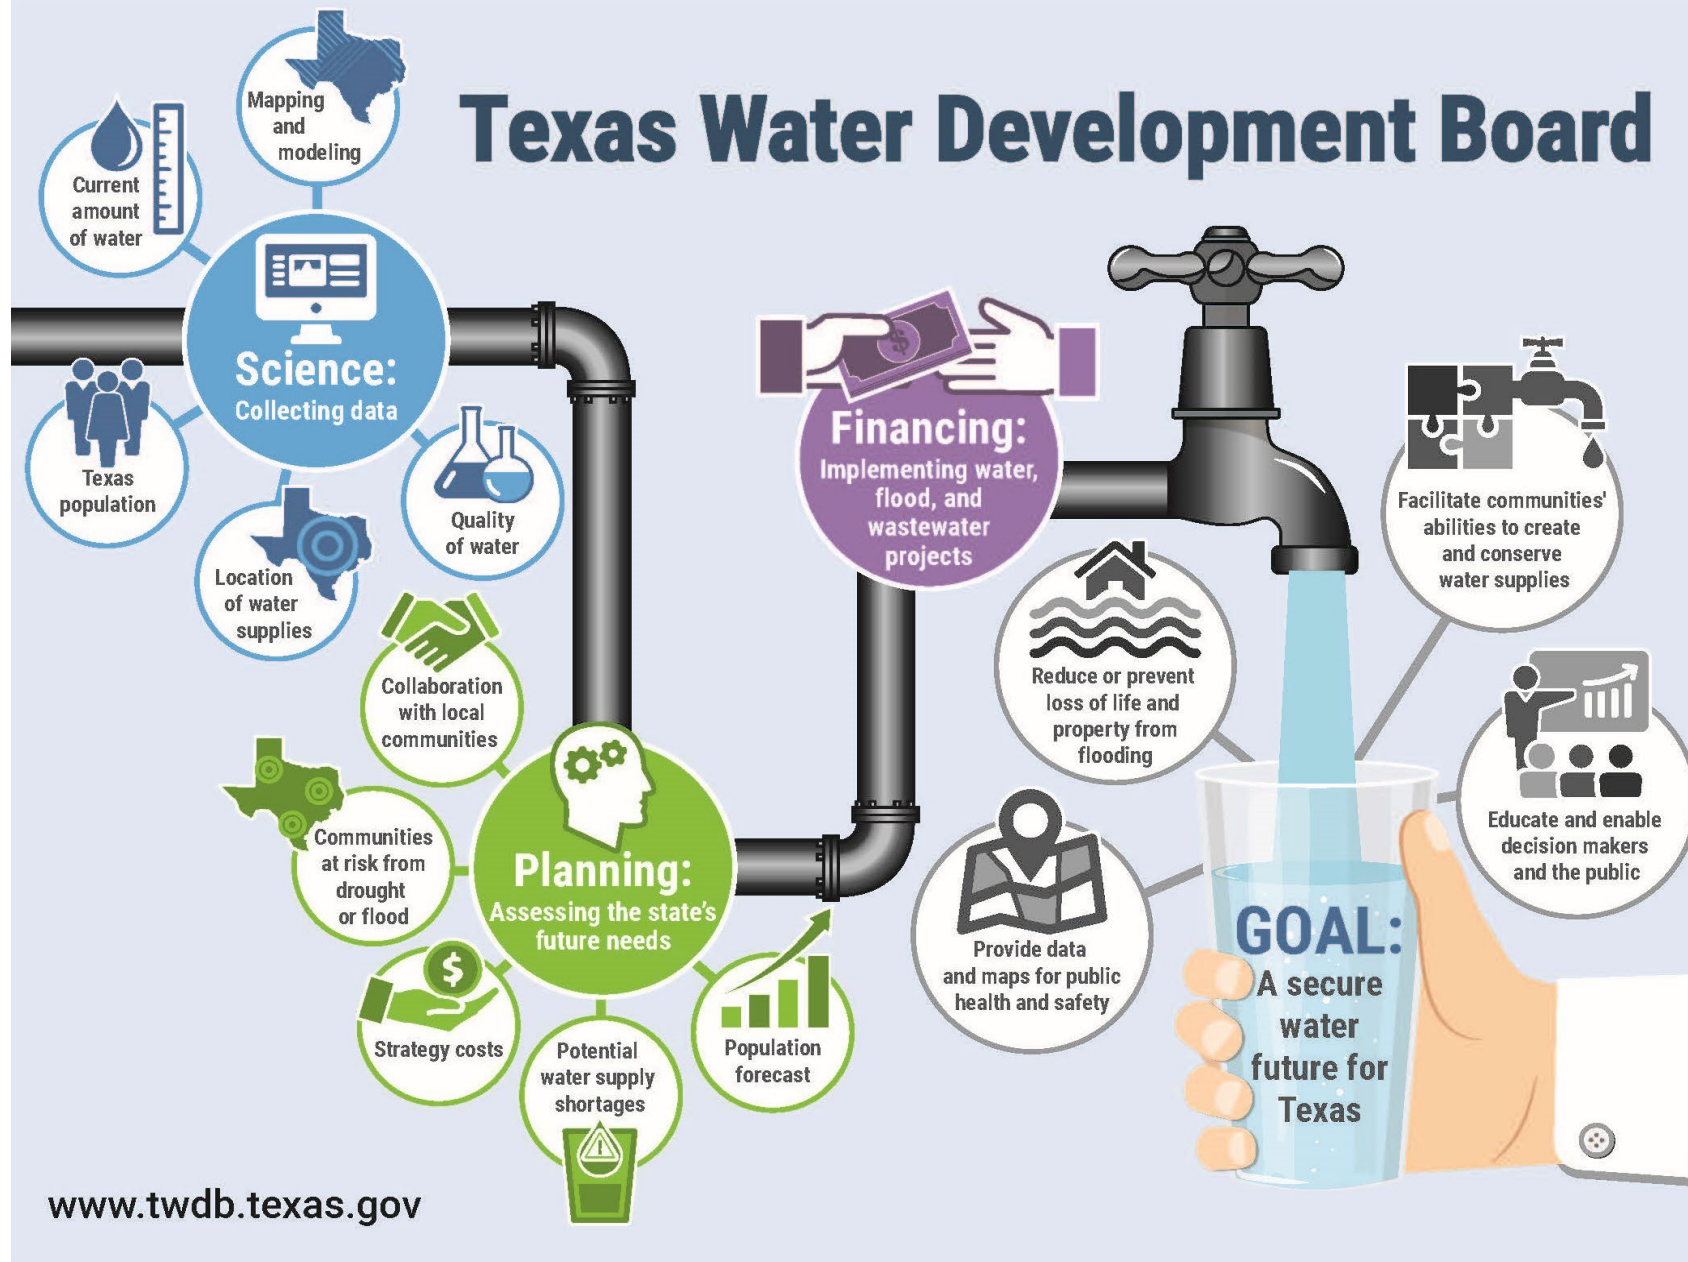 Texas Water Development Board
Mapping
and
modeling
Current
amount
of water
Science:
Collecting data
Texas
population
Quality
of water
Location
of water
supplies
Collaboration
with local
communities
Communities
at risk from
drought
or flood
Planning:
Assessing the state's
future needs
$
Strategy costs
Potential
water supply
shortages
!
Population
forecast
$
Financing:
Implementing water,
flood, and
wastewater
projects
Facilitate communities'
abilities to create
and conserve
water supplies
Reduce or prevent
loss of life and
property from
flooding
Educate and enable
decision makers
and the public
Provide data
and maps for public
health and safety
GOAL:
A secure
water
future for
Texas
www.twdb.texas.gov